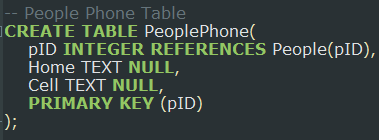 -- People Phone Table
CREATE TABLE PeoplePhone(
pID INTEGER REFERENCES People(pID),
Home TEXT NULL,
Cell TEXT NULL,
PRIMARY KEY (pID)
);